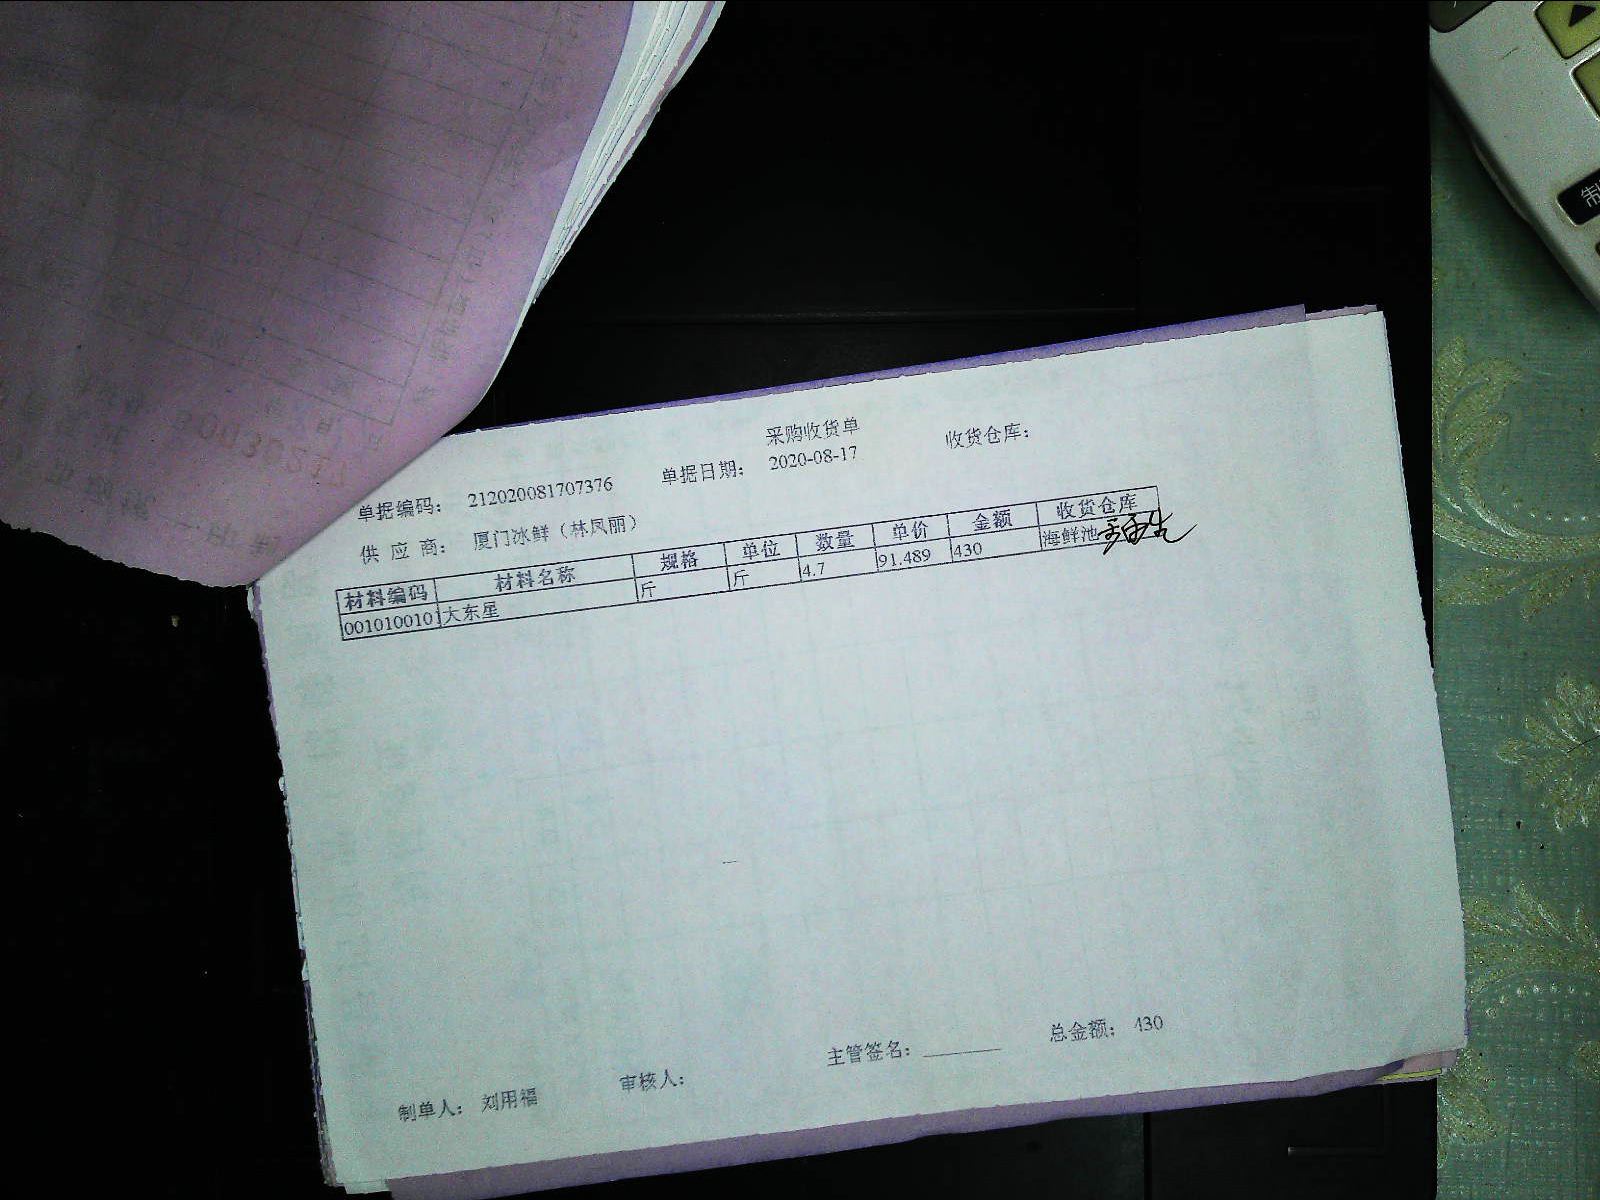 采购收货单
单据编码: 212020081707376 单据日期: 2020-08-17 收货仓库:
供 应 商: 厦门冰鲜（林凤丽）
材料编码 材料名称 规格 单位 数量 单价 金额 收货仓库
0010100101 大东星 斤 斤 4.7 91.489 430 海鲜池
制单人: 刘用福 审核人: 主管签名: 总金额: 430
制